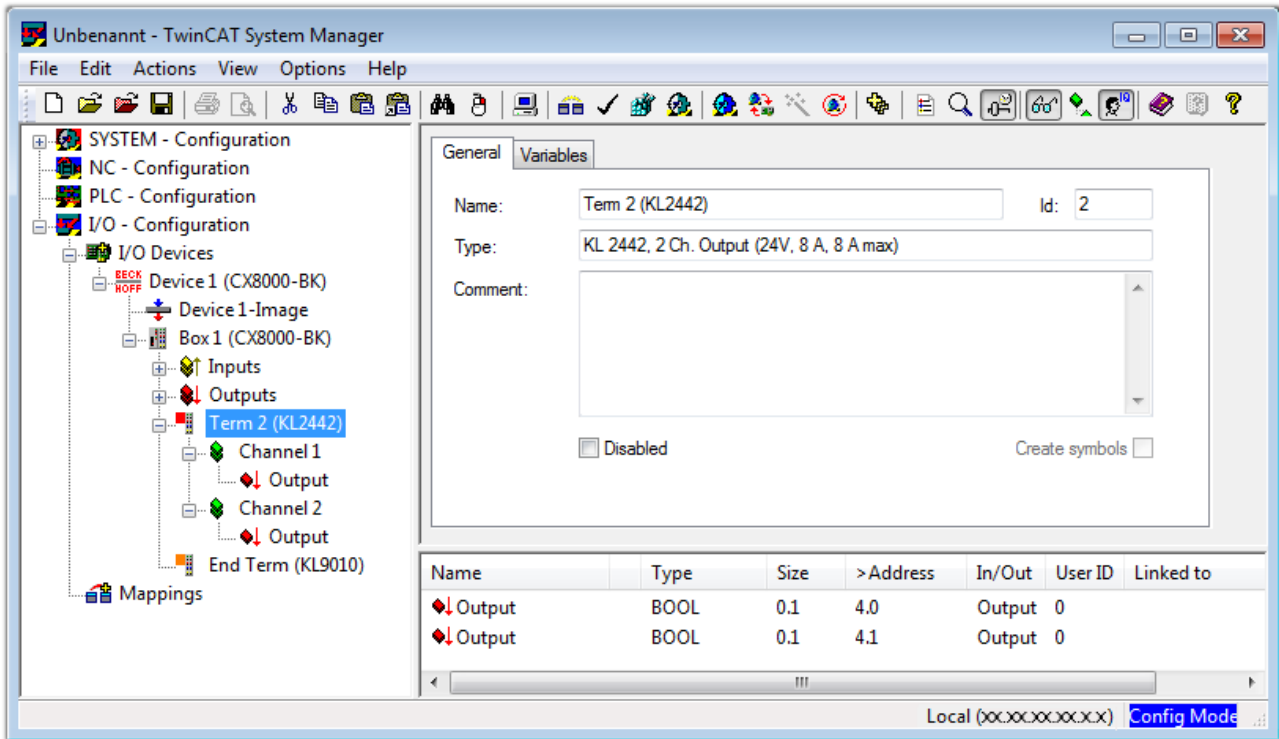 Unbenannt - TwinCAT System Manager
File Edit Actions View Options Help
SYSTEM - Configuration
NC - Configuration
PLC - Configuration
I/O - Configuration
I/O Devices
BECK
HOFF
Device 1 (CX8000-BK)
Device 1-Image
Box 1 (CX8000-BK)
Inputs
Outputs
Term 2 (KL2442)
Channel 1
Output
Channel 2
Output
End Term (KL9010)
Mappings
General Variables
Name: Term 2 (KL2442) Id: 2
Type: KL 2442, 2 Ch. Output (24V, 8 A, 8 A max)
Comment:
Disabled Create symbols
Name Type Size >Address In/Out User ID Linked to
Output BOOL 0.1 4.0 Output 0
Output BOOL 0.1 4.1 Output 0
Local (xx.xx.xx.xx.x.x) Config Mode